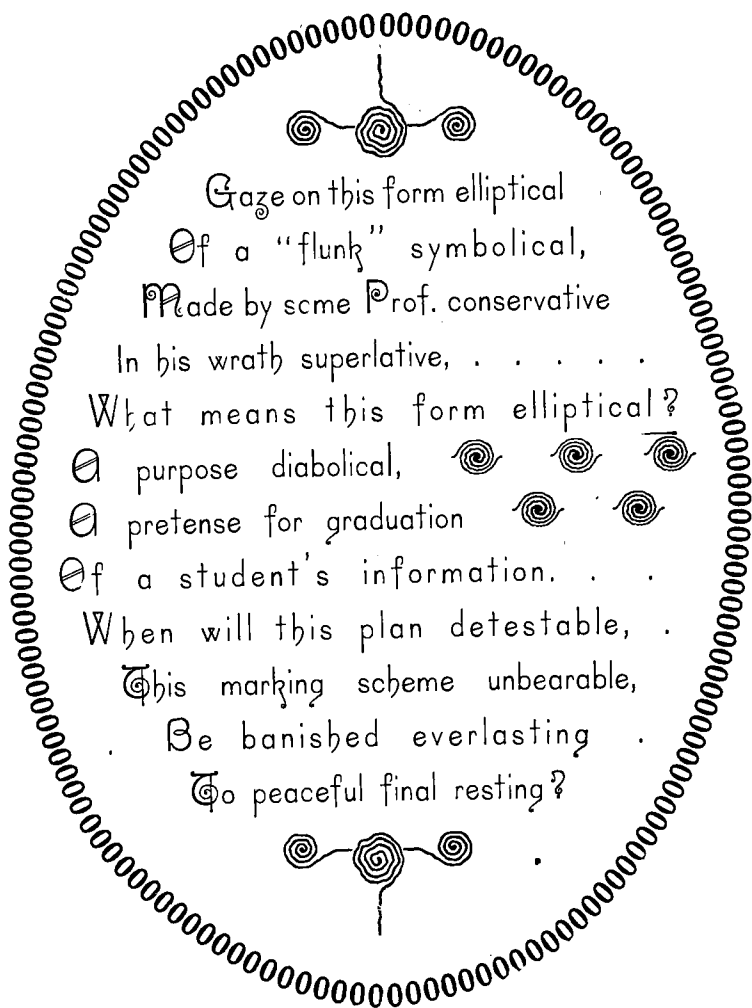 Gaze on this form elliptical
Of a “flunk” symbolical,
Made by scme Prof. conservative
In his wrath superlative, . . . . .
What means this form elliptical?
A purpose diabolical,
A pretense for graduation
Of a student's information. . .
When will this plan detestable, .
This marking scheme unbearable,
Be banished everlasting .
To peaceful final resting?